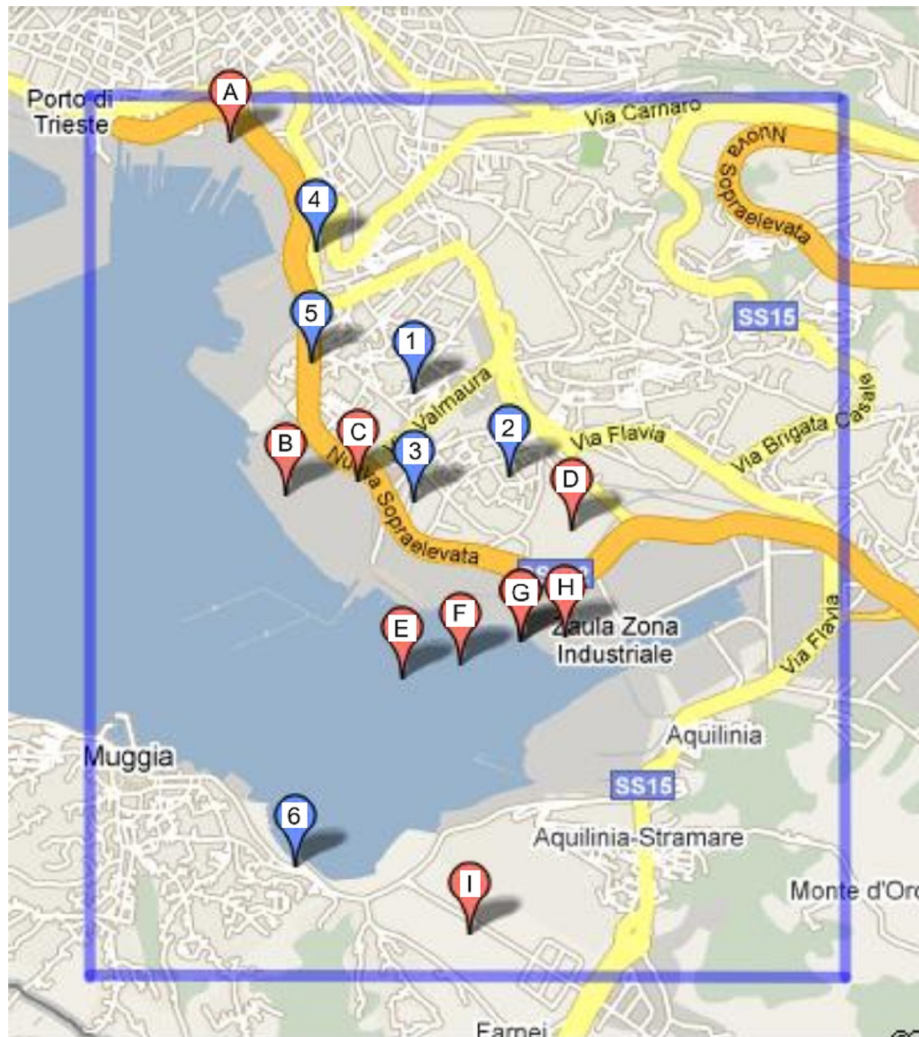 A
Porto di
Trieste
Via Carnaro
Nuova Sopraelevata
4
5
1
SS15
Via Valmaura
2
Via Flavia
Via Brigata Casale
B
C
3
D
Nuova Sopraelevata
G
H
E
F
Zaula Zona
Industriale
Via Flavia
Aquilinia
Muggia
SS15
6
Aquilinia-Stramare
I
Monte d'Oro
Farnei